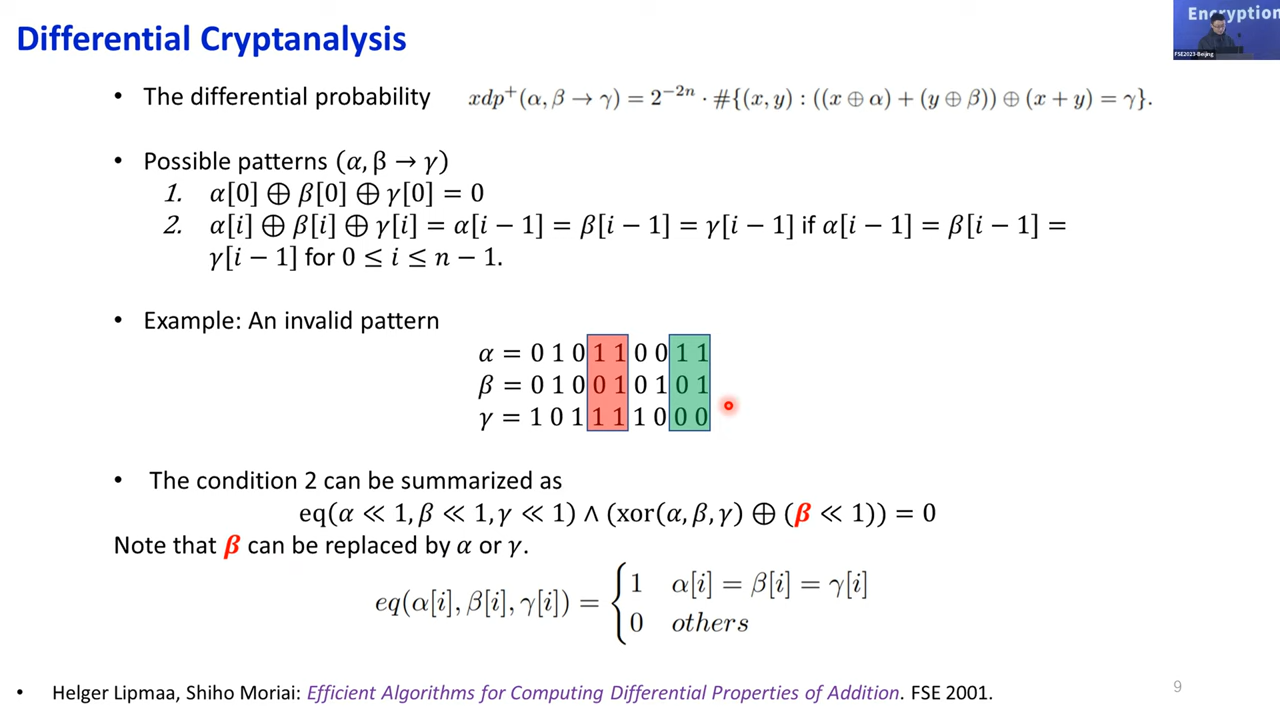 Differential Cryptanalysis
Encryption
FSE2023-Beijing
• The differential probability xdp⁺(α, β → γ) = 2⁻²ⁿ · #{(x, y) : ((x ⊕ α) + (y ⊕ β)) ⊕ (x + y) = γ}.
• Possible patterns (α, β → γ)
1. α[0] ⊕ β[0] ⊕ γ[0] = 0
2. α[i] ⊕ β[i] ⊕ γ[i] = α[i − 1] = β[i − 1] = γ[i − 1] if α[i − 1] = β[i − 1] =
γ[i − 1] for 0 ≤ i ≤ n − 1.
• Example: An invalid pattern
α = 0 1 0 1 1 0 0 1 1
β = 0 1 0 0 1 0 1 0 1
γ = 1 0 1 1 1 1 0 0 0
• The condition 2 can be summarized as
eq(α ≪ 1, β ≪ 1, γ ≪ 1) ∧ (xor(α, β, γ) ⊕ (β ≪ 1)) = 0
Note that β can be replaced by α or γ.
eq(α[i], β[i], γ[i]) = { 1 α[i] = β[i] = γ[i]
0 others
• Helger Lipmaa, Shiho Moriai: Efficient Algorithms for Computing Differential Properties of Addition. FSE 2001.
9